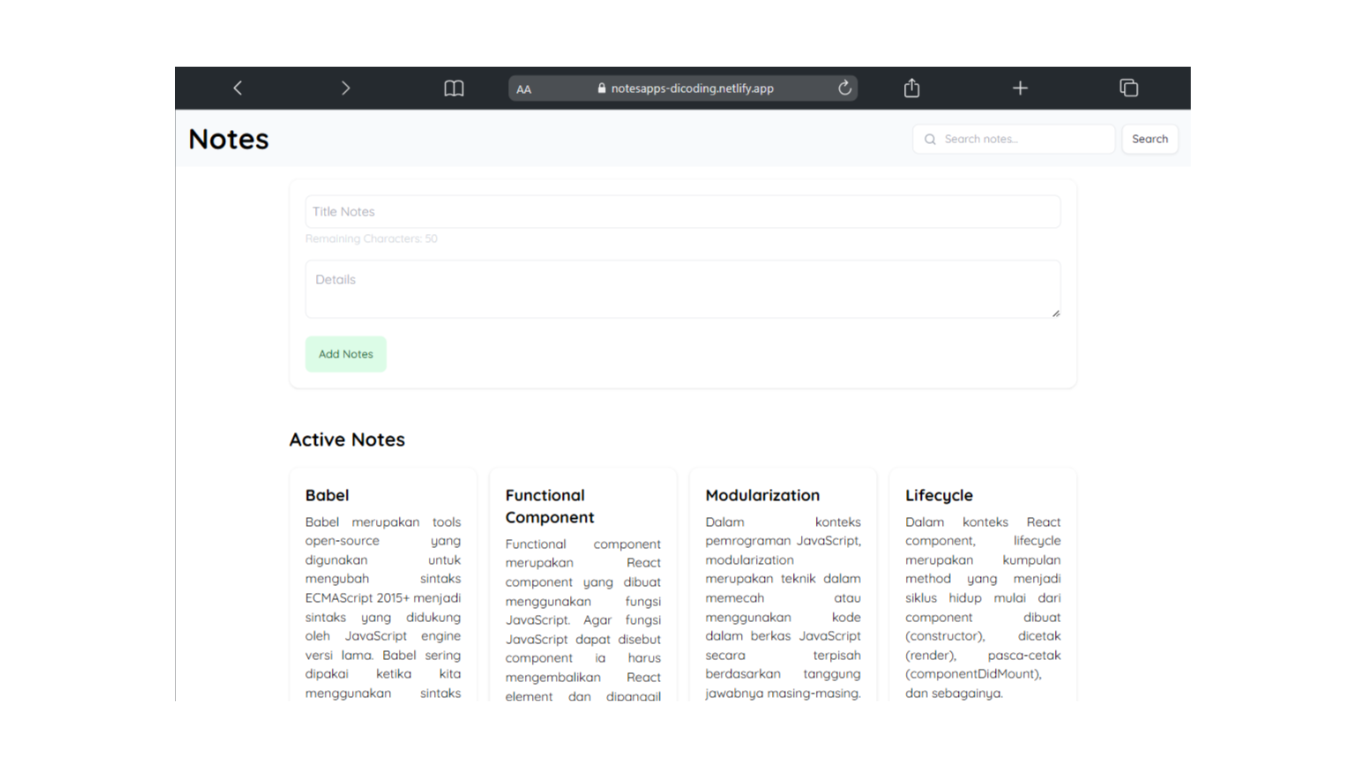 AA
notesapps-dicoding.netlify.app
Notes
Search notes..
Search
Title Notes
Remaining Characters: 50
Details
Add Notes
Active Notes
Babel
Babel merupakan tools
open-source yang
digunakan untuk
mengubah sintaks
ECMAScript 2015+ menjadi
sintaks yang didukung
oleh JavaScript engine
versi lama. Babel sering
dipakai ketika kita
menggunakan sintaks
Functional
Component
Functional component
merupakan React
component yang dibuat
menggunakan fungsi
JavaScript. Agar fungsi
JavaScript dapat disebut
component ia harus
mengembalikan React
element dan dipanggil
Modularization
Dalam konteks
pemrograman JavaScript,
modularization
merupakan teknik dalam
memecah atau
menggunakan kode
dalam berkas JavaScript
secara terpisah
berdasarkan tanggung
jawabnya masing-masing.
Lifecycle
Dalam konteks React
component, lifecycle
merupakan kumpulan
method yang menjadi
siklus hidup mulai dari
component dibuat
(constructor), dicetak
(render), pasca-cetak
(componentDidMount),
dan sebagainya.